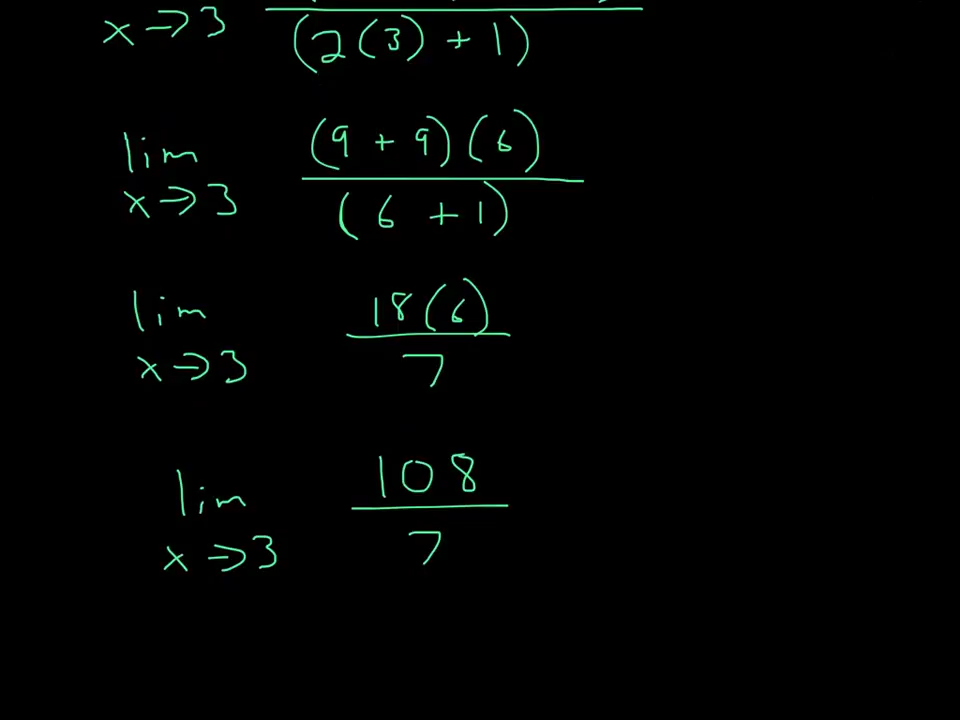 x → 3 (2(3) + 1)
lim (9 + 9)(6)
x → 3 (6 + 1)
lim 18(6)
x → 3 7
lim 108
x → 3 7